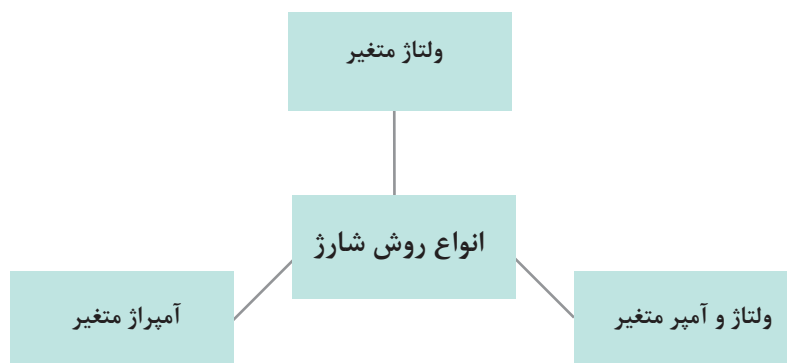 ولتاژ متغیر
انواع روش شارژ
ولتاژ و آمپر متغیر
آمپراژ متغیر